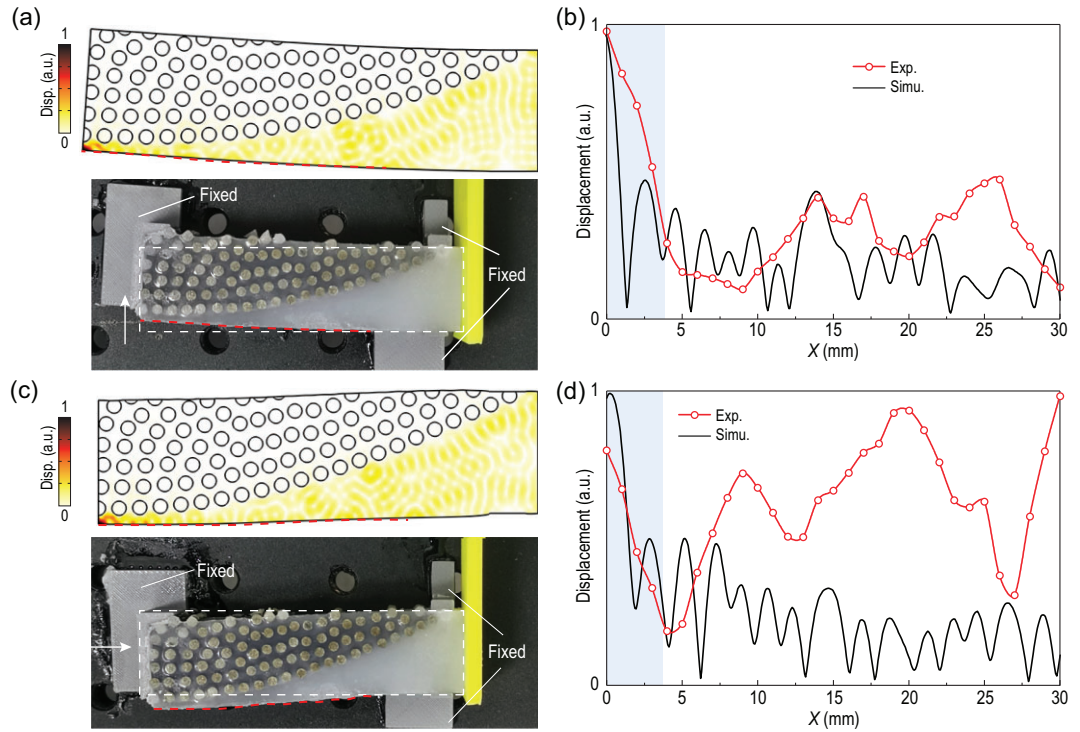 (a)
1
Disp. (a.u.)
0
Fixed
Fixed
(b)
1
Exp.
Simu.
Displacement (a.u.)
0
0 5 10 15 20 25 30
X (mm)
(c)
1
Disp. (a.u.)
0
Fixed
Fixed
(d)
1
Exp.
Simu.
Displacement (a.u.)
0
0 5 10 15 20 25 30
X (mm)